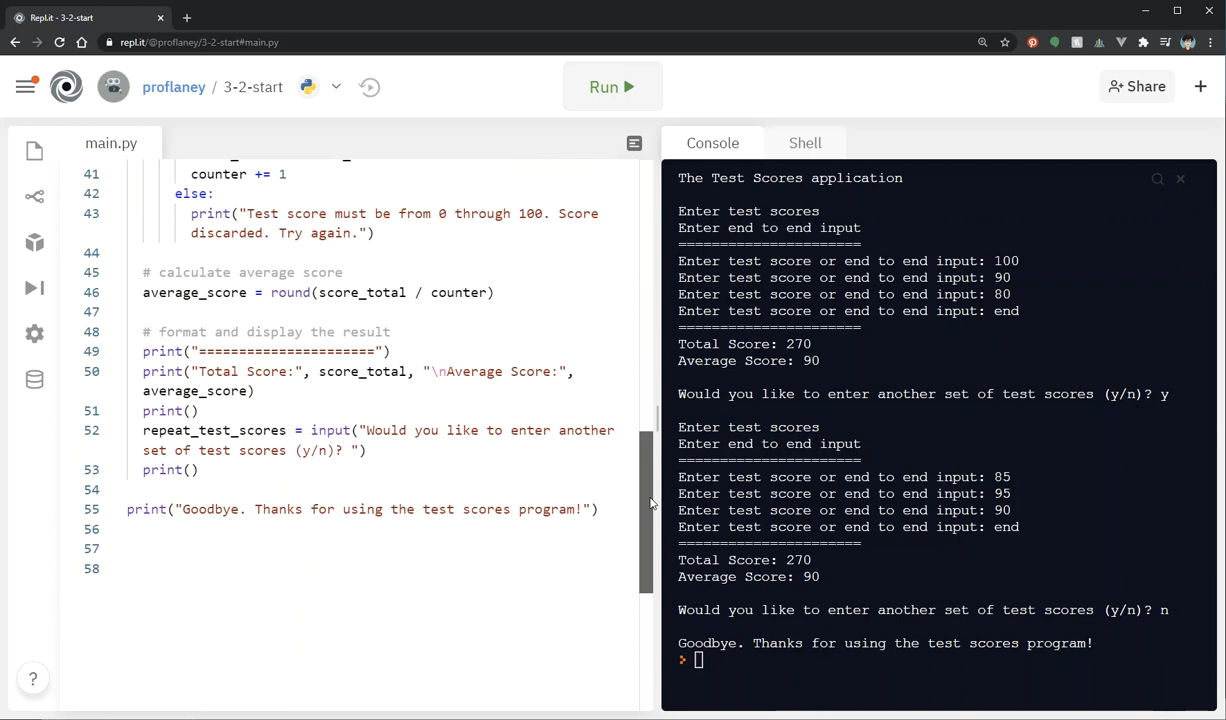 Repl.it - 3-2-start
repl.it/@proflaney/3-2-start#main.py
proflaney / 3-2-start
Run
Share
main.py
41 counter += 1
42 else:
43 print("Test score must be from 0 through 100. Score
discarded. Try again.")
44
45 # calculate average score
46 average_score = round(score_total / counter)
47
48 # format and display the result
49 print("======================")
50 print("Total Score:", score_total, "\nAverage Score:",
average_score)
51 print()
52 repeat_test_scores = input("Would you like to enter another
set of test scores (y/n)? ")
53 print()
54
55 print("Goodbye. Thanks for using the test scores program!")
56
57
58
?
Console
Shell
The Test Scores application
Enter test scores
Enter end to end input
======================
Enter test score or end to end input: 100
Enter test score or end to end input: 90
Enter test score or end to end input: 80
Enter test score or end to end input: end
======================
Total Score: 270
Average Score: 90
Would you like to enter another set of test scores (y/n)? y
Enter test scores
Enter end to end input
======================
Enter test score or end to end input: 85
Enter test score or end to end input: 95
Enter test score or end to end input: 90
Enter test score or end to end input: end
======================
Total Score: 270
Average Score: 90
Would you like to enter another set of test scores (y/n)? n
Goodbye. Thanks for using the test scores program!